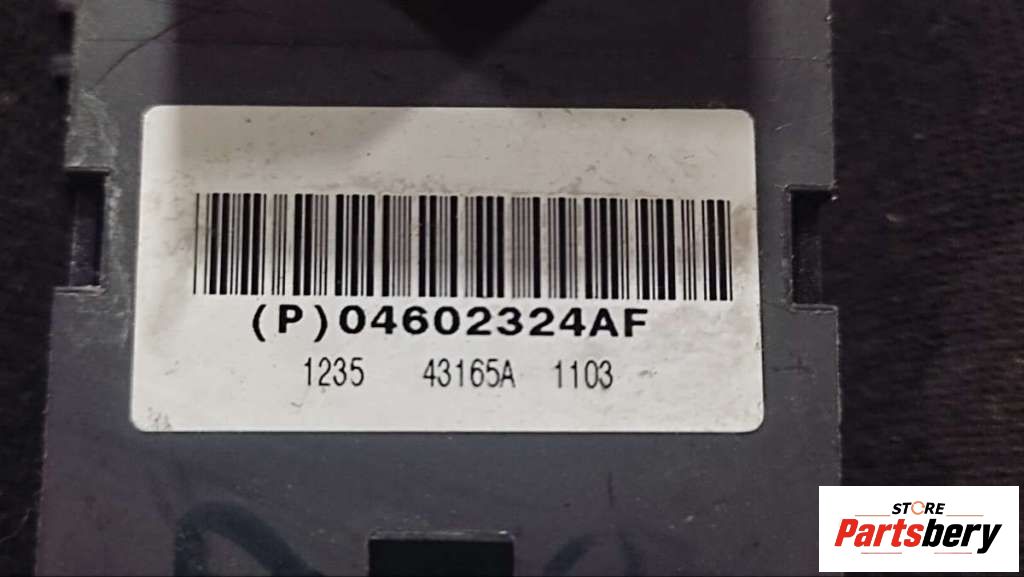 (P)04602324AF
1235 43165A 1103
STORE
Partsbery